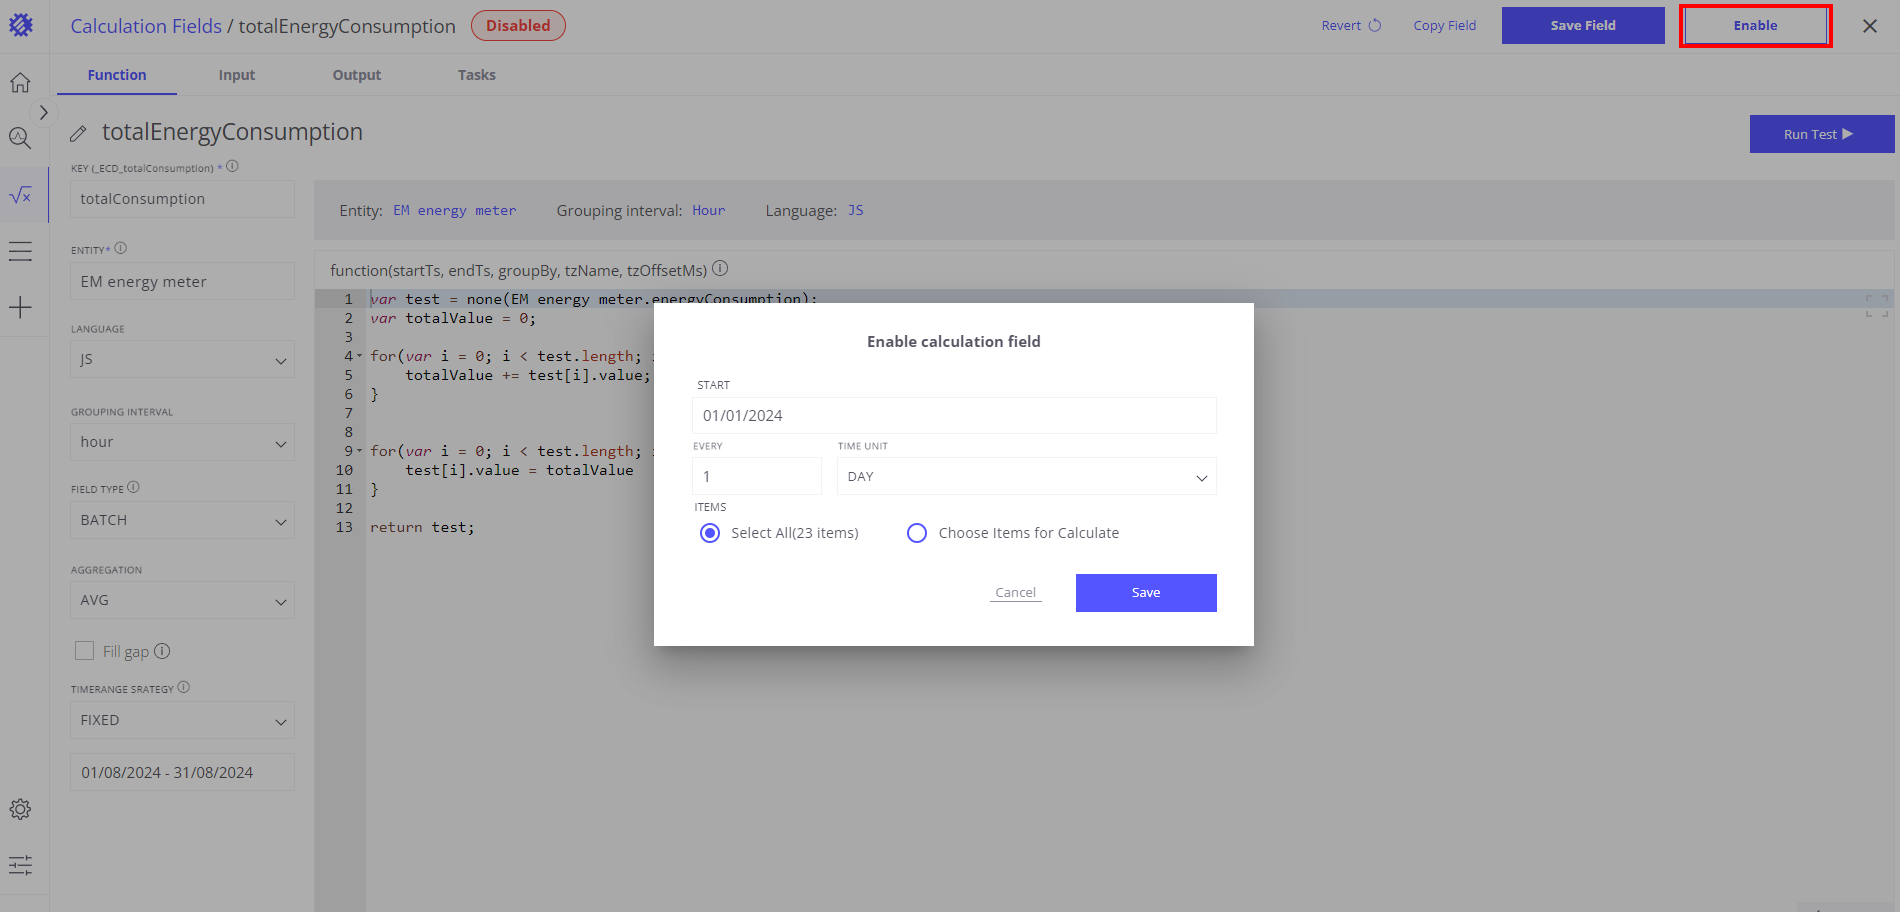 Calculation Fields / totalEnergyConsumption
Disabled
Revert
Copy Field
Save Field
Enable
Function
Input
Output
Tasks
totalEnergyConsumption
Run Test
KEY (_ECD_totalConsumption) *
totalConsumption
ENTITY*
EM energy meter
LANGUAGE
JS
GROUPING INTERVAL
hour
FIELD TYPE
BATCH
AGGREGATION
AVG
Fill gap
TIMERANGE SRATEGY
FIXED
01/08/2024 - 31/08/2024
Entity: EM energy meter
Grouping interval: Hour
Language: JS
function(startTs, endTs, groupBy, tzName, tzOffsetMs)
1 var test = none(EM energy meter.energyConsumption);
2 var totalValue = 0;
3
4 for(var i = 0; i < test.length;
5 totalValue += test[i].value;
6 }
7
8
9 for(var i = 0; i < test.length;
10 test[i].value = totalValue
11 }
12
13 return test;
Enable calculation field
START
01/01/2024
EVERY
1
TIME UNIT
DAY
ITEMS
Select All(23 items)
Choose Items for Calculate
Cancel
Save